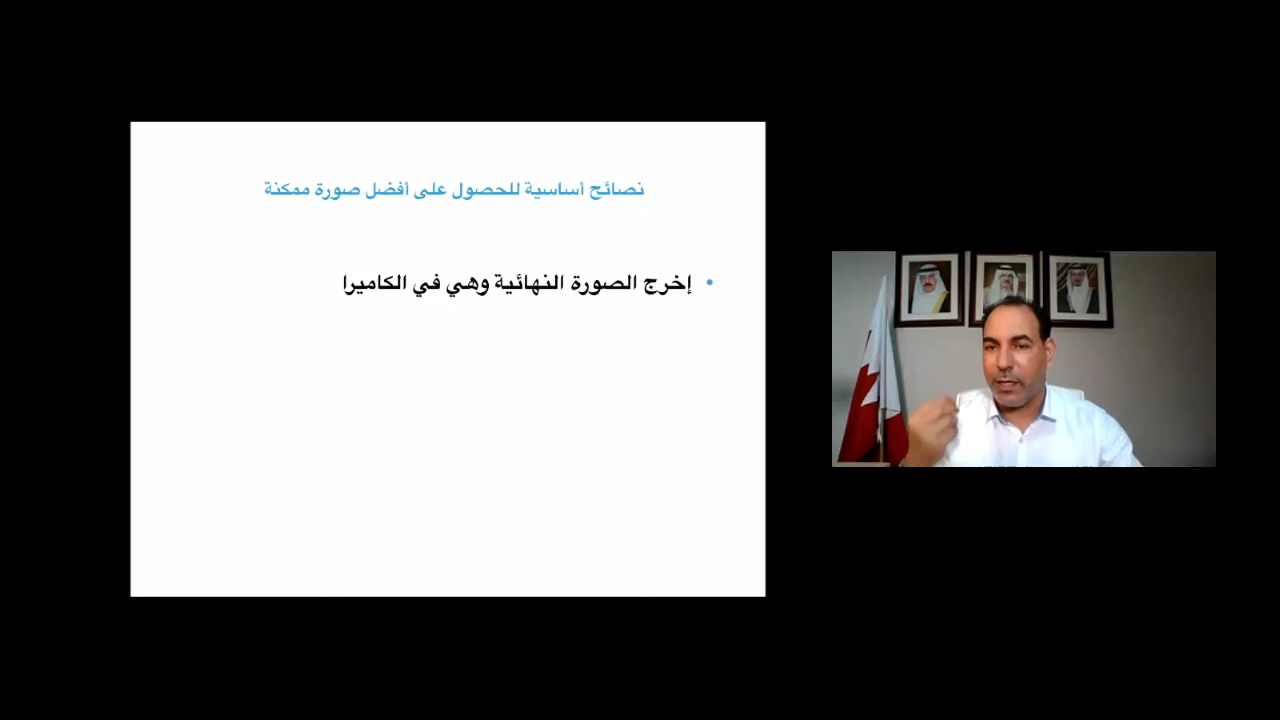 نصائح أساسية للحصول على أفضل صورة ممكنة
• إخرج الصورة النهائية وهي في الكاميرا